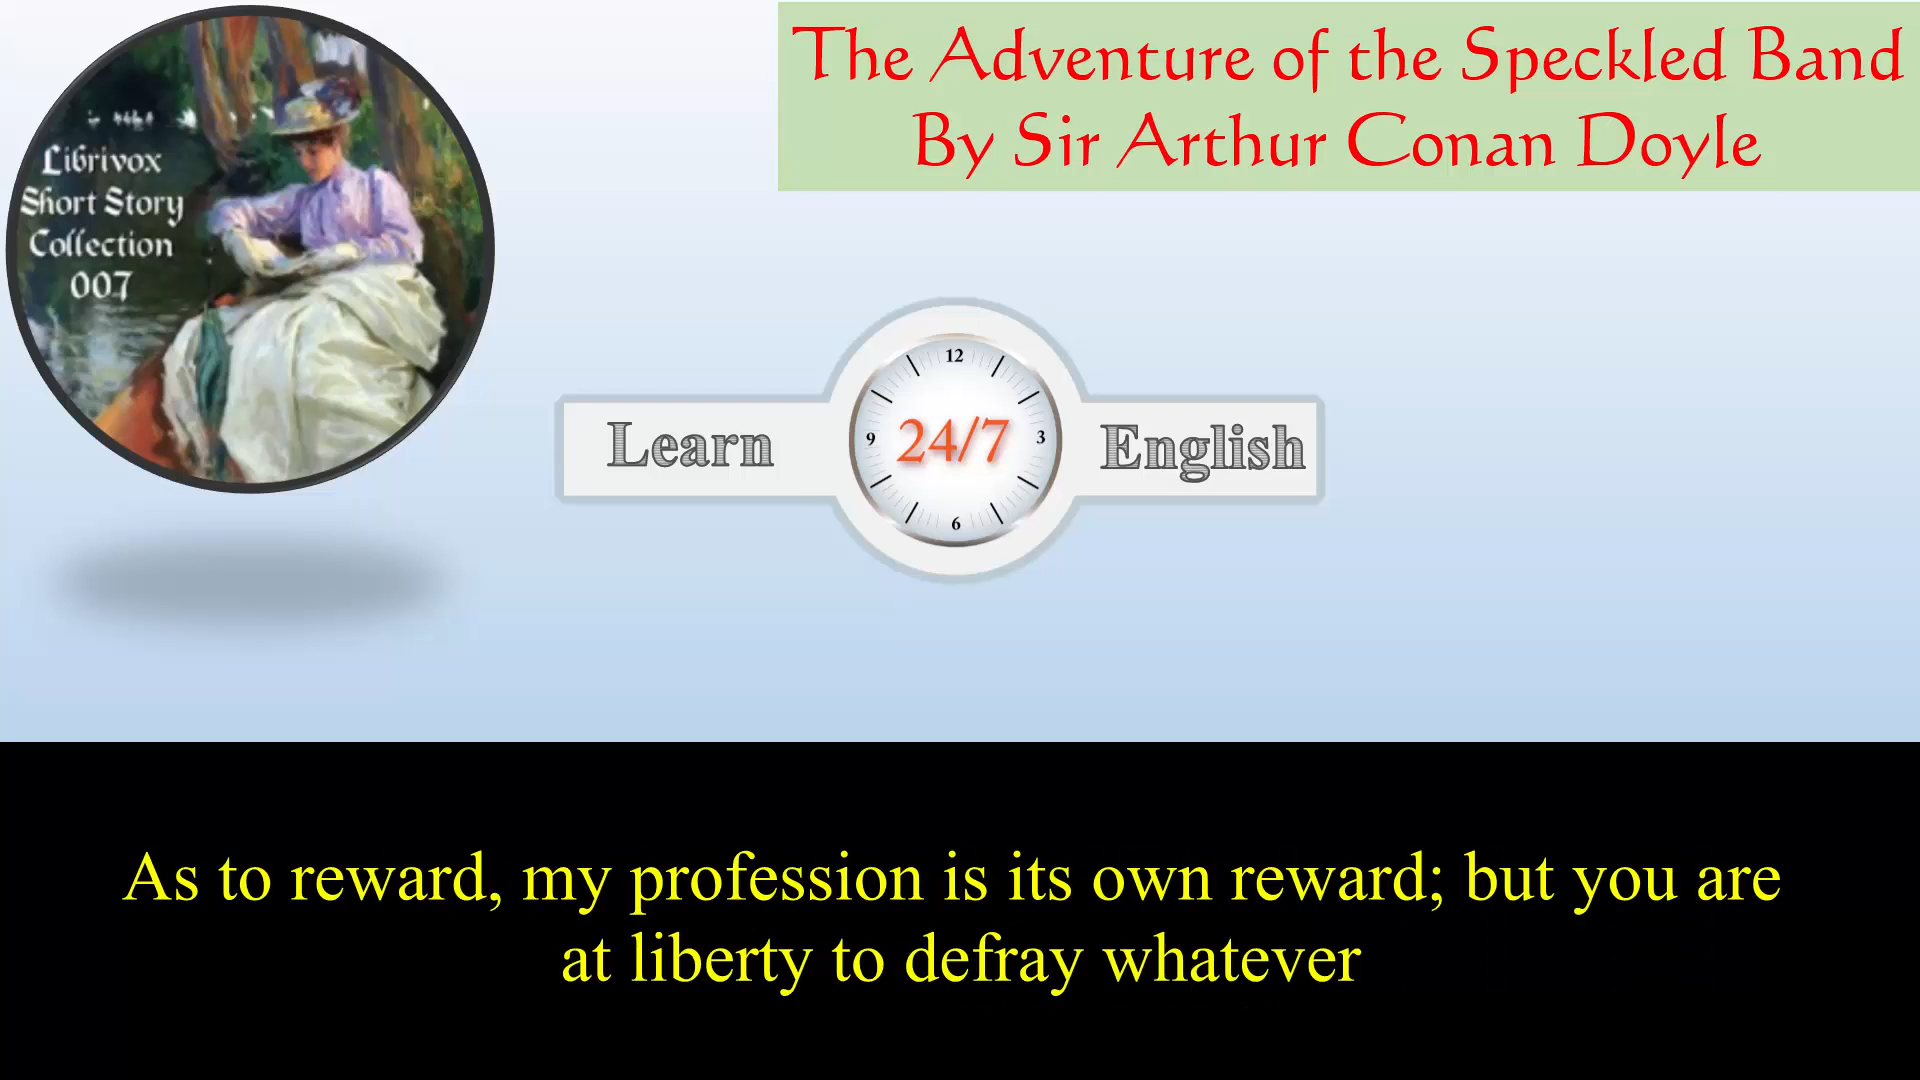 The Adventure of the Speckled Band
By Sir Arthur Conan Doyle
Librivox
Short Story
Collection
007
12
9
3
6
Learn 24/7 English
As to reward, my profession is its own reward; but you are
at liberty to defray whatever